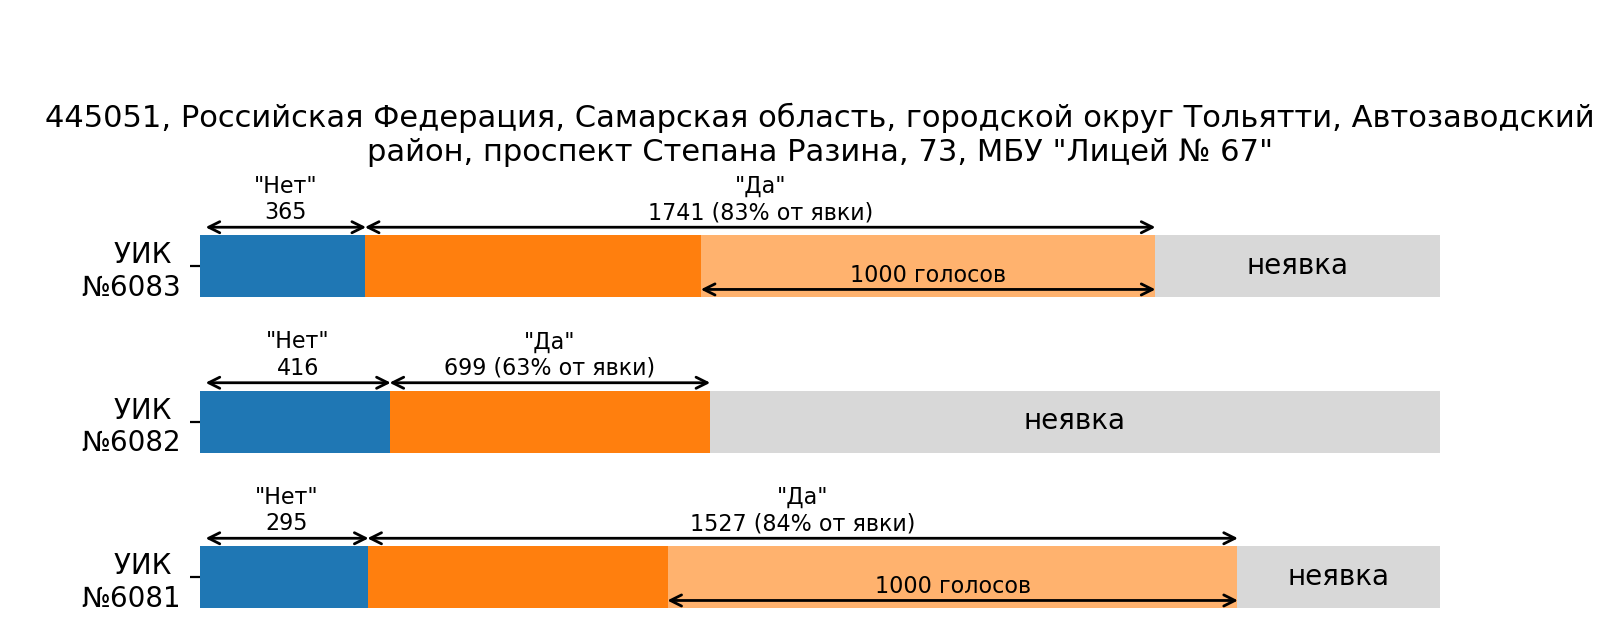 445051, Российская Федерация, Самарская область, городской округ Тольятти, Автозаводский
район, проспект Степана Разина, 73, МБУ "Лицей № 67"
"Нет"
365
"Да"
1741 (83% от явки)
УИК
№6083
1000 голосов
неявка
"Нет"
416
"Да"
699 (63% от явки)
УИК
№6082
неявка
"Нет"
295
"Да"
1527 (84% от явки)
УИК
№6081
1000 голосов
неявка